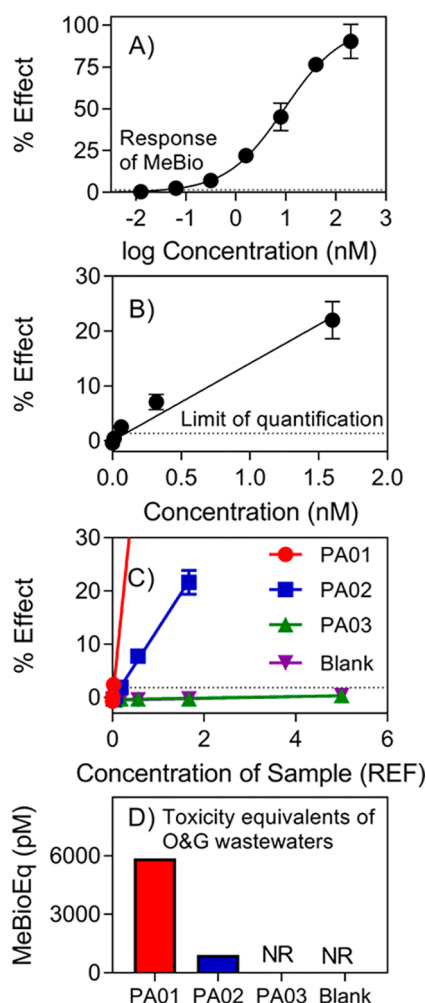 A)
% Effect
100
75
50
25
0
Response
of MeBio
-2 -1 0 1 2 3
log Concentration (nM)
B)
% Effect
30
20
10
0
Limit of quantification
0.0 0.5 1.0 1.5 2.0
Concentration (nM)
C)
% Effect
30
20
10
0
PA01
PA02
PA03
Blank
0 2 4 6
Concentration of Sample (REF)
D) Toxicity equivalents of
O&G wastewaters
MeBioEq (pM)
6000
3000
0
NR NR
PA01 PA02 PA03 Blank